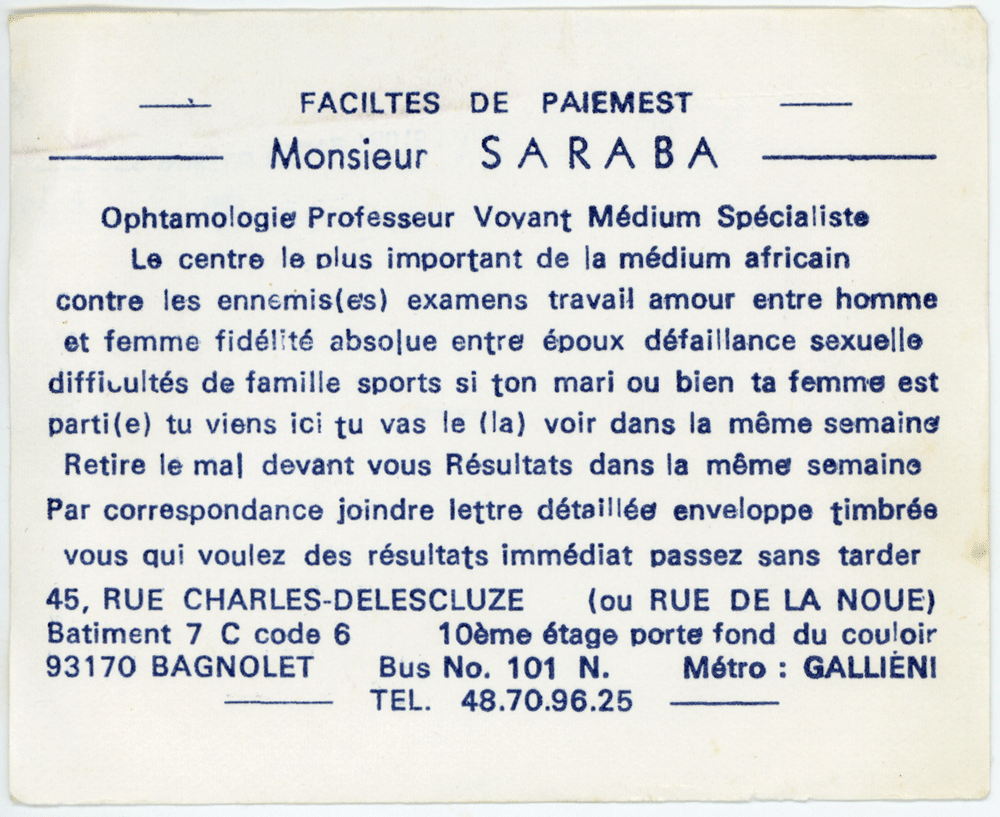 FACILTES DE PAIEMEST
Monsieur SARABA
Ophtamologie Professeur Voyant Médium Spécialiste
Le centre le plus important de la médium africain
contre les ennemis(es) examens travail amour entre homme
et femme fidélité absolue entre époux défaillance sexuelle
difficultés de famille sports si ton mari ou bien ta femme est
parti(e) tu viens ici tu vas le (la) voir dans la même semaine
Retire le mal devant vous Résultats dans la même semaine
Par correspondance joindre lettre détaillée enveloppe timbrée
vous qui voulez des résultats immédiat passez sans tarder
45, RUE CHARLES-DELESCLUZE (ou RUE DE LA NOUE)
Batiment 7 C code 6 10ème étage porte fond du couloir
93170 BAGNOLET Bus No. 101 N. Métro : GALLIÉNI
TEL. 48.70.96.25